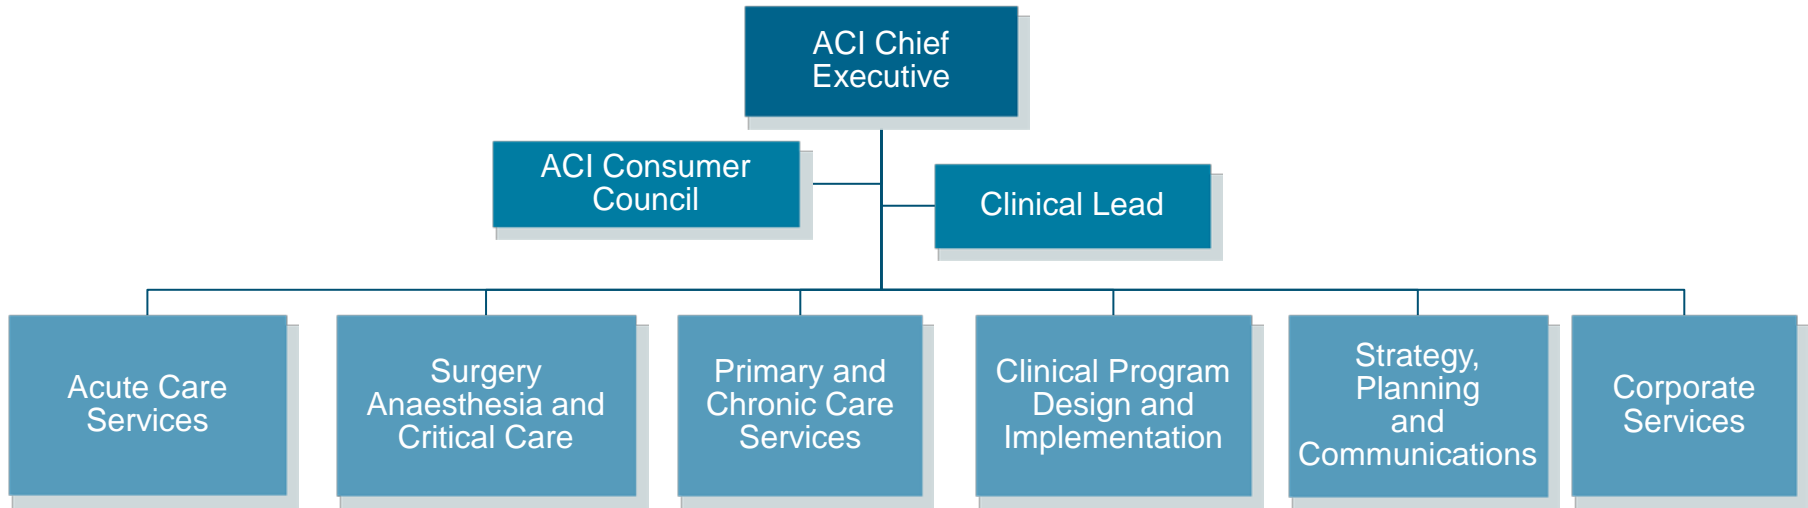 ACI Chief
Executive
ACI Consumer
Council
Clinical Lead
Acute Care
Services
Surgery
Anaesthesia and
Critical Care
Primary and
Chronic Care
Services
Clinical Program
Design and
Implementation
Strategy,
Planning
and
Communications
Corporate
Services